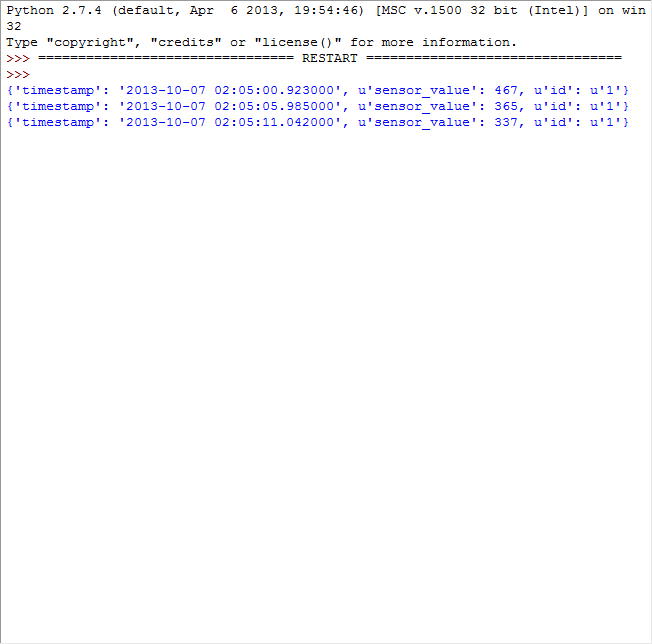 Python 2.7.4 (default, Apr  6 2013, 19:54:46) [MSC v.1500 32 bit (Intel)] on win
32
Type "copyright", "credits" or "license()" for more information.
>>> ================================ RESTART ================================
>>>
{'timestamp': '2013-10-07 02:05:00.923000', u'sensor_value': 467, u'id': u'1'}
{'timestamp': '2013-10-07 02:05:05.985000', u'sensor_value': 365, u'id': u'1'}
{'timestamp': '2013-10-07 02:05:11.042000', u'sensor_value': 337, u'id': u'1'}